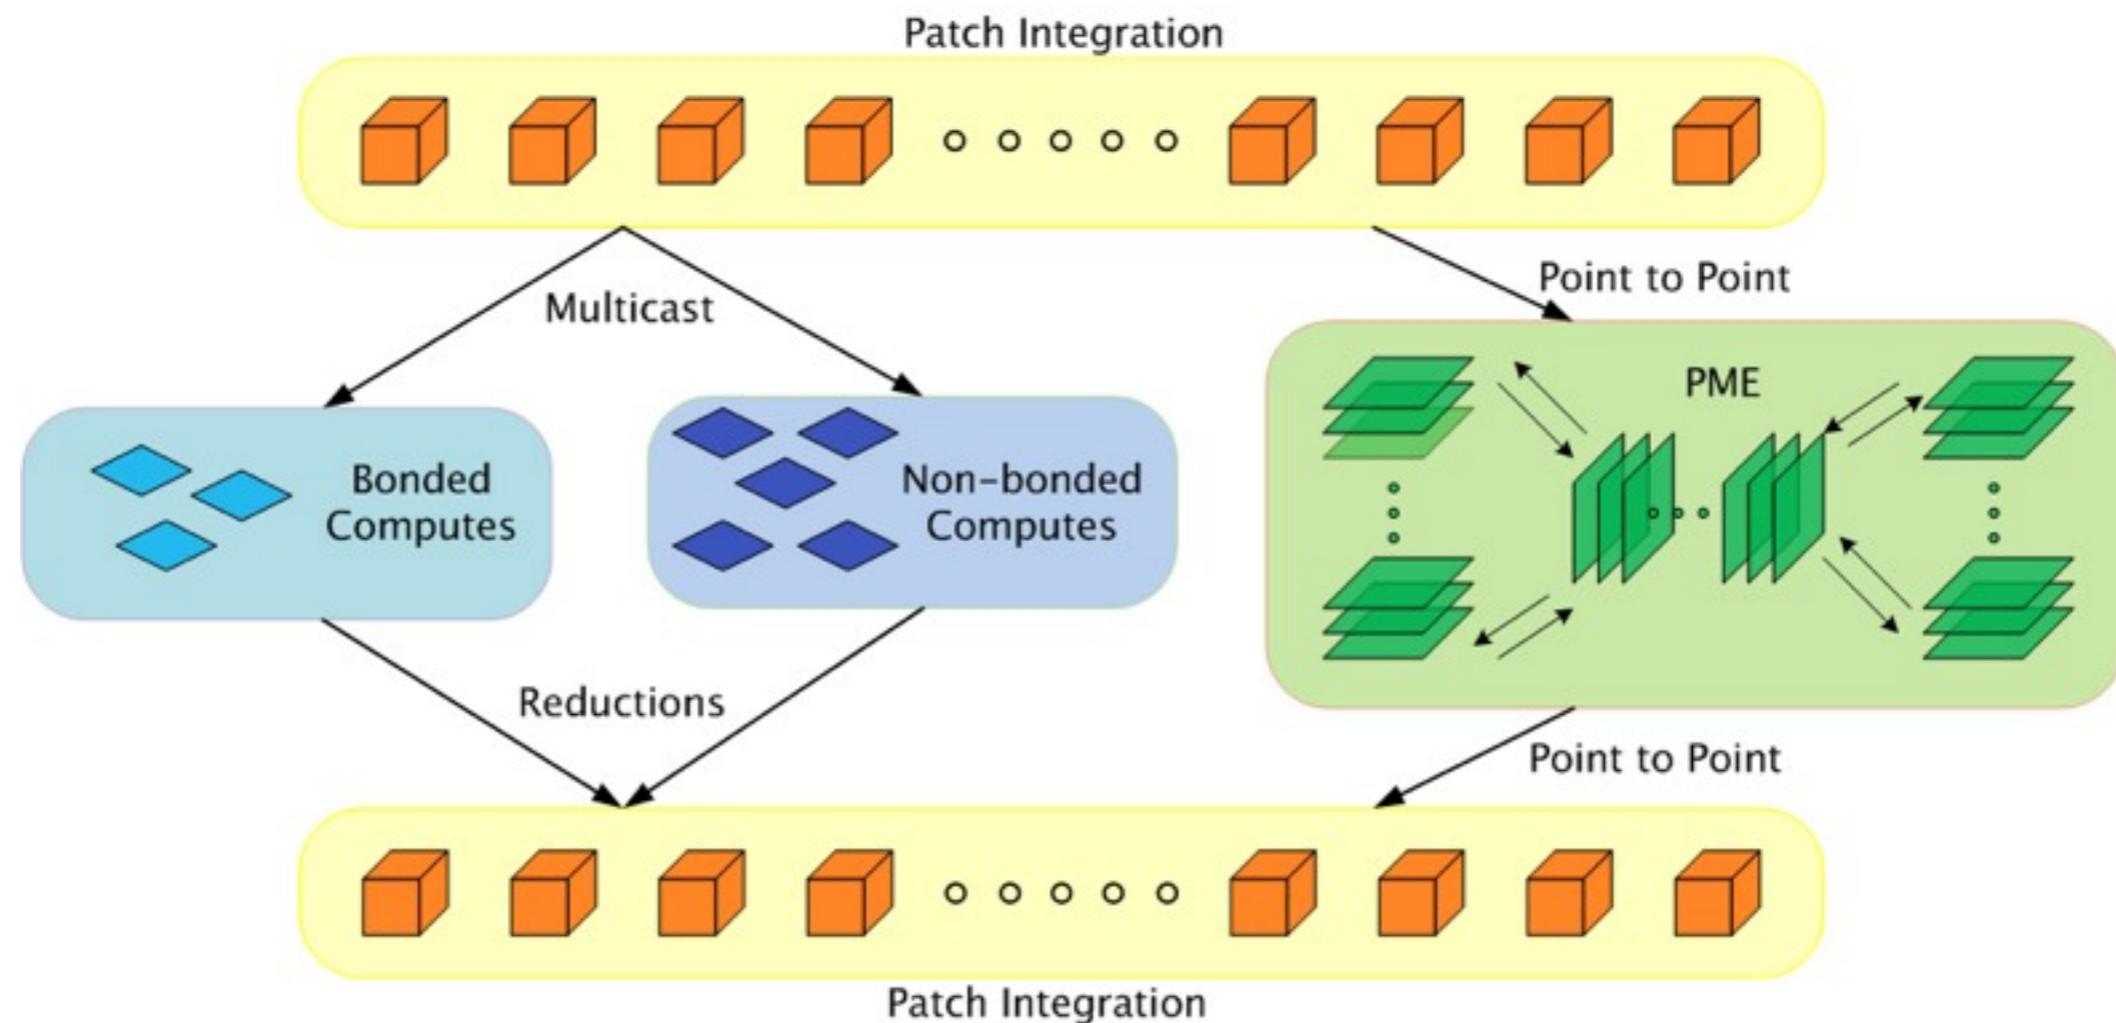 Patch Integration
Multicast
Point to Point
PME
Bonded
Computes
Non-bonded
Computes
Reductions
Point to Point
Patch Integration